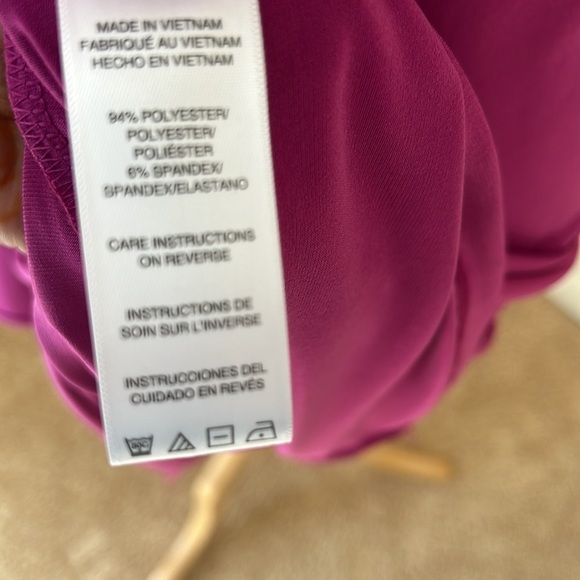 MADE IN VIETNAM
FABRIQUÉ AU VIETNAM
HECHO EN VIETNAM
94% POLYESTER/
POLYESTER/
POLIÉSTER
6% SPANDEX/
SPANDEX/ELASTANO
CARE INSTRUCTIONS
ON REVERSE
INSTRUCTIONS DE
SOIN SUR L'INVERSE
INSTRUCCIONES DEL
CUIDADO EN REVÉS